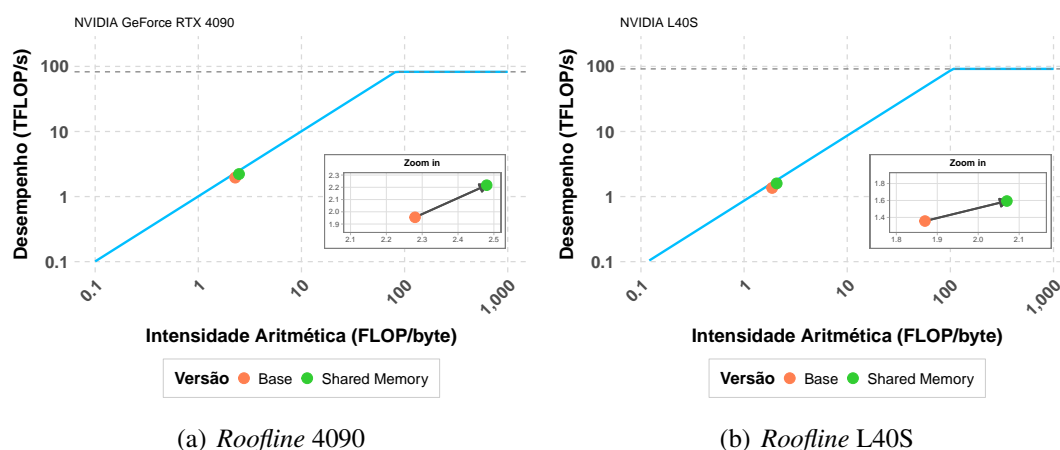 NVIDIA GeForce RTX 4090
Desempenho (TFLOP/s)
100
10
1
0.1
0.1
1
10
100
1,000
Zoom in
2.3
2.2
2.1
2.0
1.9
2.1
2.2
2.3
2.4
2.5
Intensidade Aritmética (FLOP/byte)
Versão Base Shared Memory
(a) Roofline 4090
NVIDIA L40S
Desempenho (TFLOP/s)
100
10
1
0.1
0.1
1
10
100
1,000
Zoom in
1.8
1.6
1.4
1.8
1.9
2.0
2.1
Intensidade Aritmética (FLOP/byte)
Versão Base Shared Memory
(b) Roofline L40S